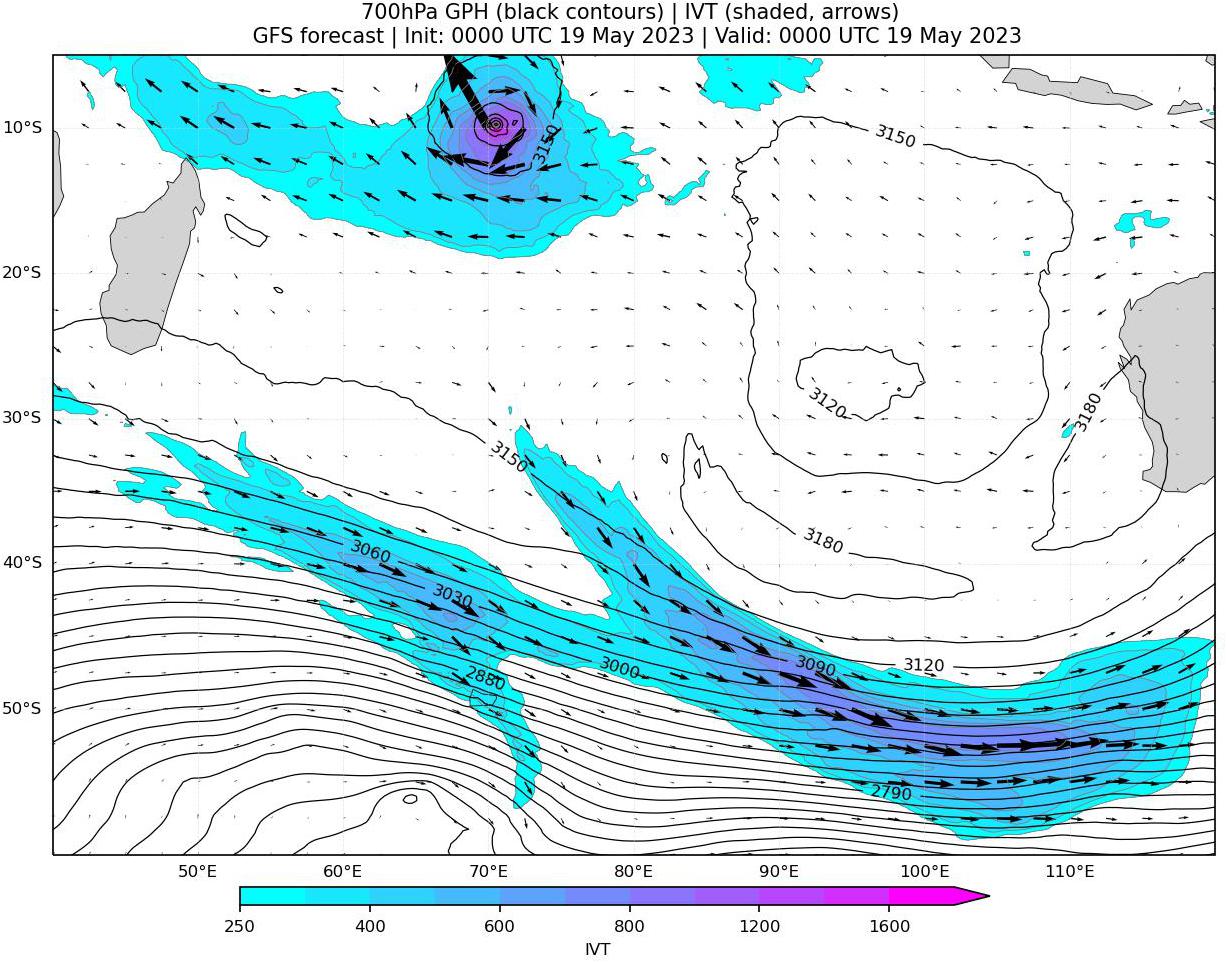 700hPa GPH (black contours) | IVT (shaded, arrows)
GFS forecast | Init: 0000 UTC 19 May 2023 | Valid: 0000 UTC 19 May 2023
10°S
20°S
30°S
40°S
50°S
3150
3150
3120
3180
3150
3180
3060
3030
3000
3090
3120
2880
2790
50°E
60°E
70°E
80°E
90°E
100°E
110°E
250
400
600
800
1200
1600
IVT